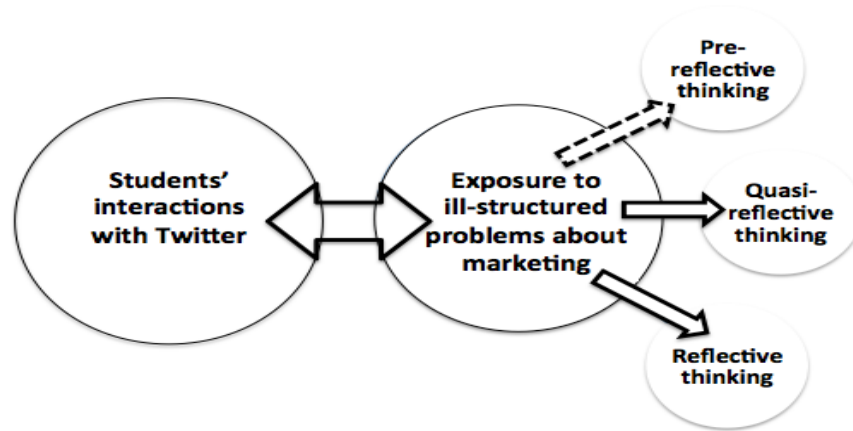 Pre-
reflective
thinking
Students’
interactions
with Twitter
Exposure to
ill-structured
problems about
marketing
Quasi-
reflective
thinking
Reflective
thinking